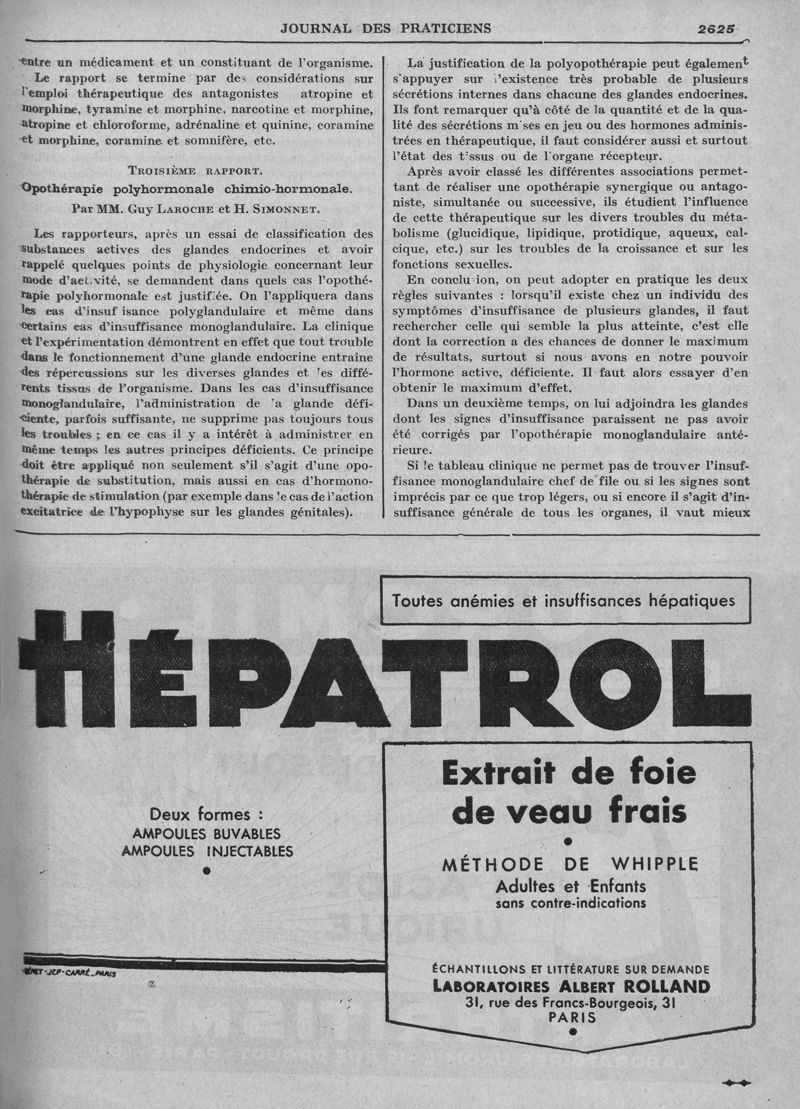 JOURNAL DES PRATICIENS 2625
entre un médicament et un constituant de l'organisme.
Le rapport se termine par des considérations sur
l'emploi thérapeutique des antagonistes atropine et
morphine, tyramine et morphine, narcotine et morphine,
atropine et chloroforme, adrénaline et quinine, coramine
et morphine, coramine et somnifère, etc.
TROISIÈME RAPPORT.
Opothérapie polyhormonale chimio-hormonale.
Par MM. Guy LAROCHE et H. SIMONNET.
Les rapporteurs, après un essai de classification des
substances actives des glandes endocrines et avoir
rappelé quelques points de physiologie concernant leur
mode d'activité, se demandent dans quels cas l'opothé-
rapie polyhormonale est justifiée. On l'appliquera dans
les cas d'insuf isance polyglandulaire et même dans
certains cas d'insuffisance monoglandulaire. La clinique
et l'expérimentation démontrent en effet que tout trouble
dans le fonctionnement d'une glande endocrine entraîne
des répercussions sur les diverses glandes et les diffé-
rents tissus de l'organisme. Dans les cas d'insuffisance
monoglandulaire, l'administration de 'a glande défi-
ciente, parfois suffisante, ne supprime pas toujours tous
les troubles ; en ce cas il y a intérêt à administrer en
même temps les autres principes déficients. Ce principe
doit être appliqué non seulement s'il s'agit d'une opo-
thérapie de substitution, mais aussi en cas d'hormono-
thérapie de stimulation (par exemple dans le cas de l'action
excitatrice de l'hypophyse sur les glandes génitales).
La justification de la polyopothérapie peut également
s'appuyer sur l'existence très probable de plusieurs
sécrétions internes dans chacune des glandes endocrines.
Ils font remarquer qu'à côté de la quantité et de la qua-
lité des sécrétions m'ses en jeu ou des hormones adminis-
trées en thérapeutique, il faut considérer aussi et surtout
l'état des t'ssus ou de l'organe récepteur.
Après avoir classé les différentes associations permet-
tant de réaliser une opothérapie synergique ou antago-
niste, simultanée ou successive, ils étudient l'influence
de cette thérapeutique sur les divers troubles du méta-
bolisme (glucidique, lipidique, protidique, aqueux, cal-
cique, etc.) sur les troubles de la croissance et sur les
fonctions sexuelles.
En conclu ion, on peut adopter en pratique les deux
règles suivantes : lorsqu'il existe chez un individu des
symptômes d'insuffisance de plusieurs glandes, il faut
rechercher celle qui semble la plus atteinte, c'est elle
dont la correction a des chances de donner le maximum
de résultats, surtout si nous avons en notre pouvoir
l'hormone active, déficiente. Il faut alors essayer d'en
obtenir le maximum d'effet.
Dans un deuxième temps, on lui adjoindra les glandes
dont les signes d'insuffisance paraissent ne pas avoir
été corrigés par l'opothérapie monoglandulaire anté-
rieure.
Si le tableau clinique ne permet pas de trouver l'insuf-
fisance monoglandulaire chef de file ou si les signes sont
imprécis par ce que trop légers, ou si encore il s'agit d'in-
suffisance générale de tous les organes, il vaut mieux
Toutes anémies et insuffisances hépatiques
HÉPATROL
Deux formes :
AMPOULES BUVABLES
AMPOULES INJECTABLES
Extrait de foie
de veau frais
MÉTHODE DE WHIPPLE
Adultes et Enfants
sans contre-indications
ÉCHANTILLONS ET LITTÉRATURE SUR DEMANDE
LABORATOIRES ALBERT ROLLAND
31, rue des Francs-Bourgeois, 31
PARIS
JEP-CARRÉ-PARIS